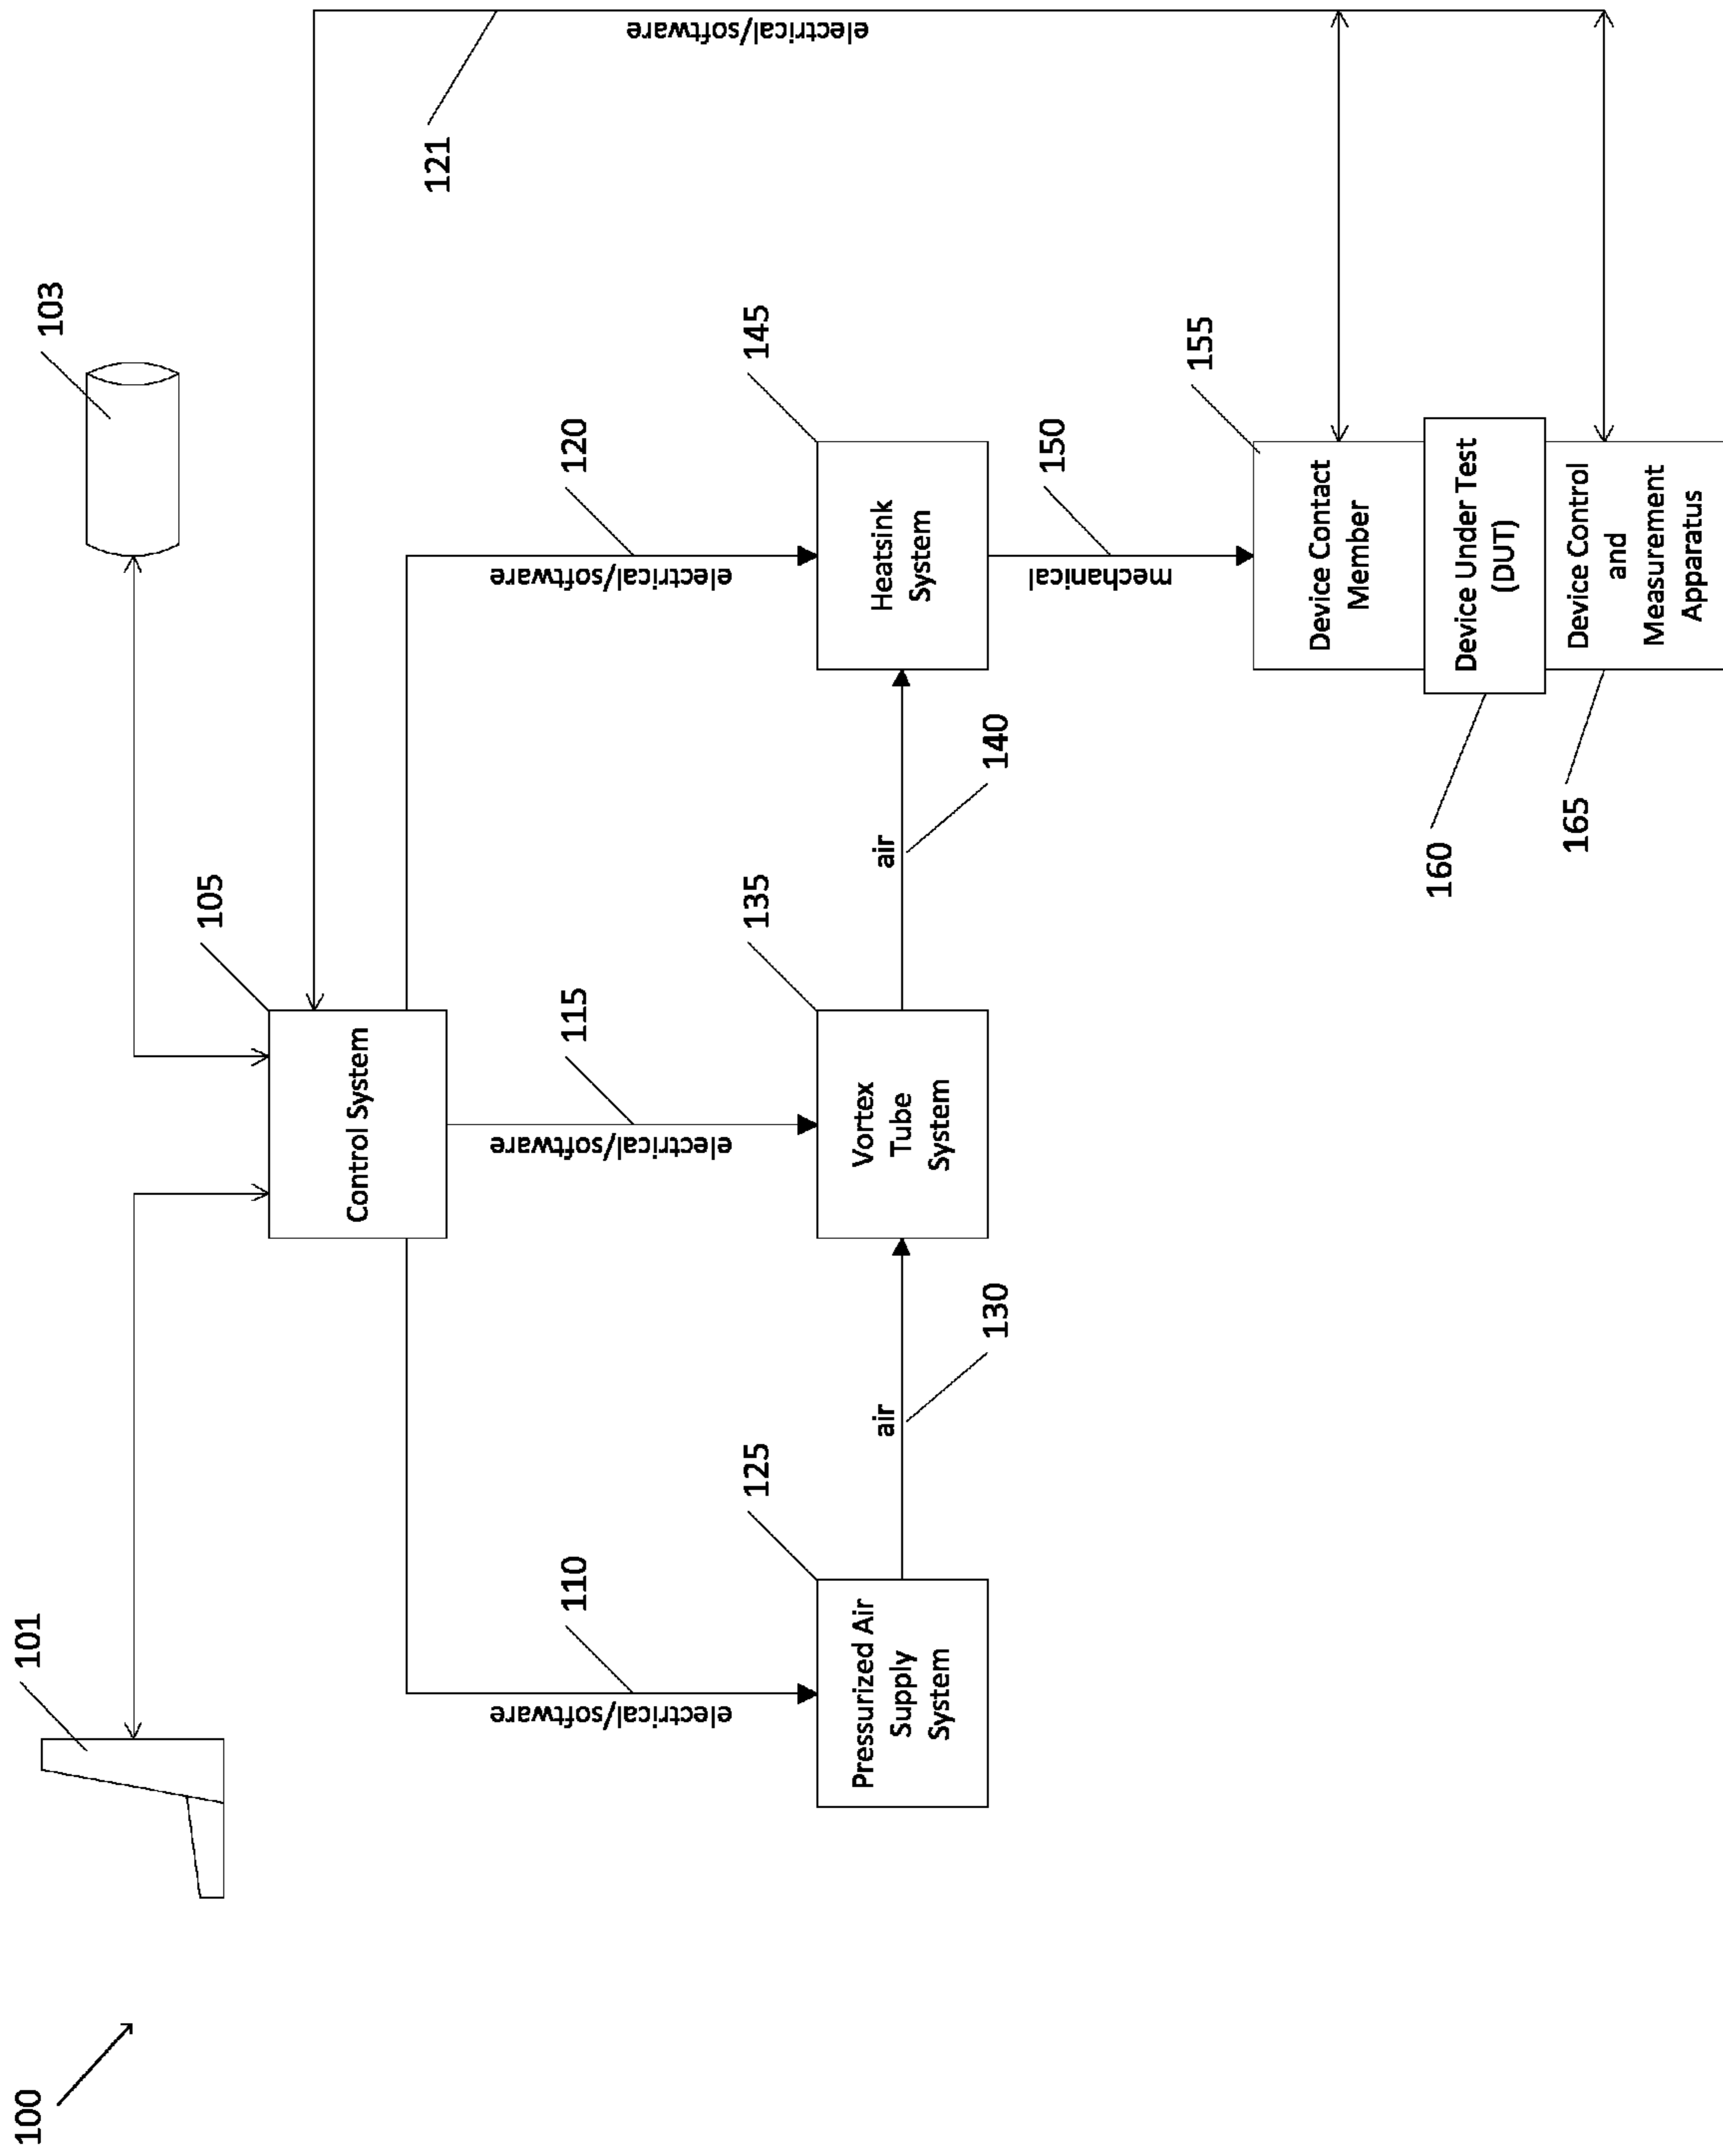 100
101
103
105
Control System
121
electrical/software
110
electrical/software
115
electrical/software
120
electrical/software
125
Pressurized Air
Supply
System
130
air
135
Vortex
Tube
System
140
air
145
Heatsink
System
150
mechanical
155
Device Contact
Member
160
Device Under Test
(DUT)
165
Device Control
and
Measurement
Apparatus